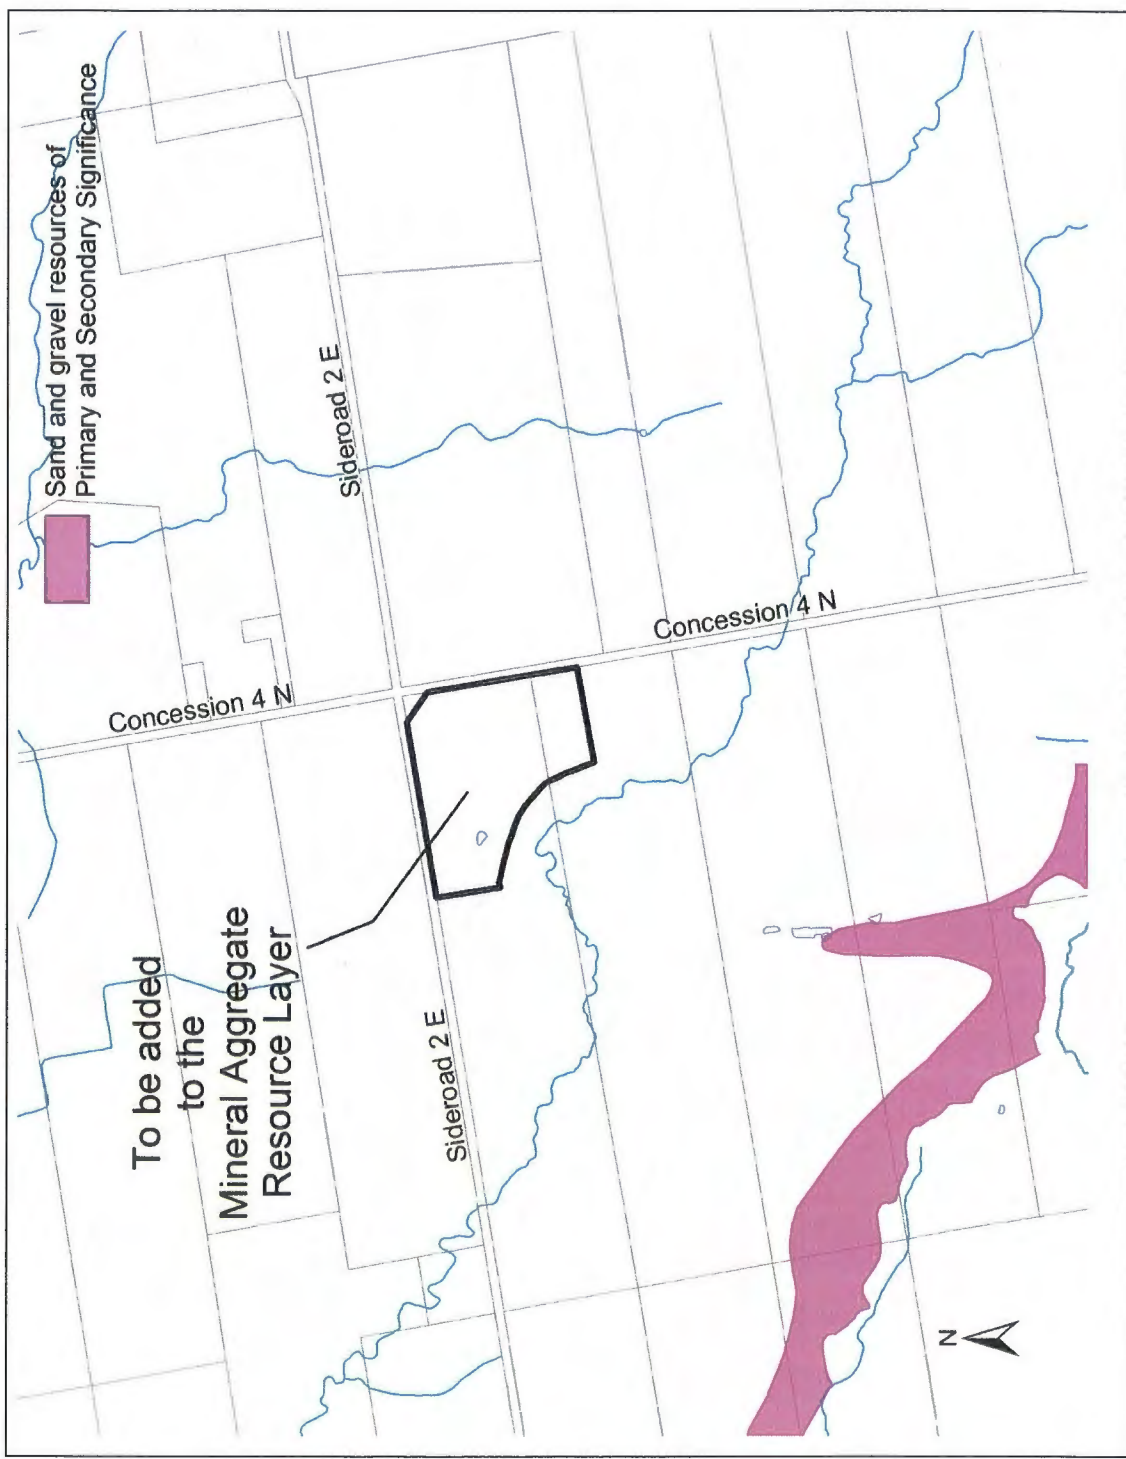 Sand and gravel resources of
Primary and Secondary Significance
Sideroad 2 E
Concession 4 N
Concession 4 N
To be added
to the
Mineral Aggregate
Resource Layer
Sideroad 2 E
N